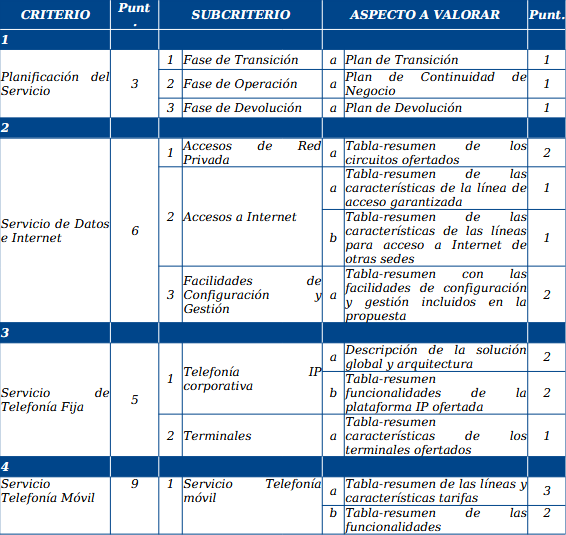 CRITERIO Punt. SUBCRITERIO ASPECTO A VALORAR Punt.
1
Planificación del Servicio 3 1 Fase de Transición a Plan de Transición 1
2 Fase de Operación a Plan de Continuidad de Negocio 1
3 Fase de Devolución a Plan de Devolución 1
2
Servicio de Datos e Internet 6 1 Accesos de Red Privada a Tabla-resumen de los circuitos ofertados 2
2 Accesos a Internet a Tabla-resumen de las características de la línea de acceso garantizada 1
b Tabla-resumen de las características de las líneas para acceso a Internet de otras sedes 1
3 Facilidades de Configuración y Gestión a Tabla-resumen con las facilidades de configuración y gestión incluidos en la propuesta 2
3
Servicio de Telefonía Fija 5 1 Telefonía IP corporativa a Descripción de la solución global y arquitectura 2
b Tabla-resumen funcionalidades de la plataforma IP ofertada 2
2 Terminales a Tabla-resumen características de los terminales ofertados 1
4
Servicio Telefonía Móvil 9 1 Servicio Telefonía móvil a Tabla-resumen de las líneas y características tarifas 3
b Tabla-resumen de las funcionalidades 2